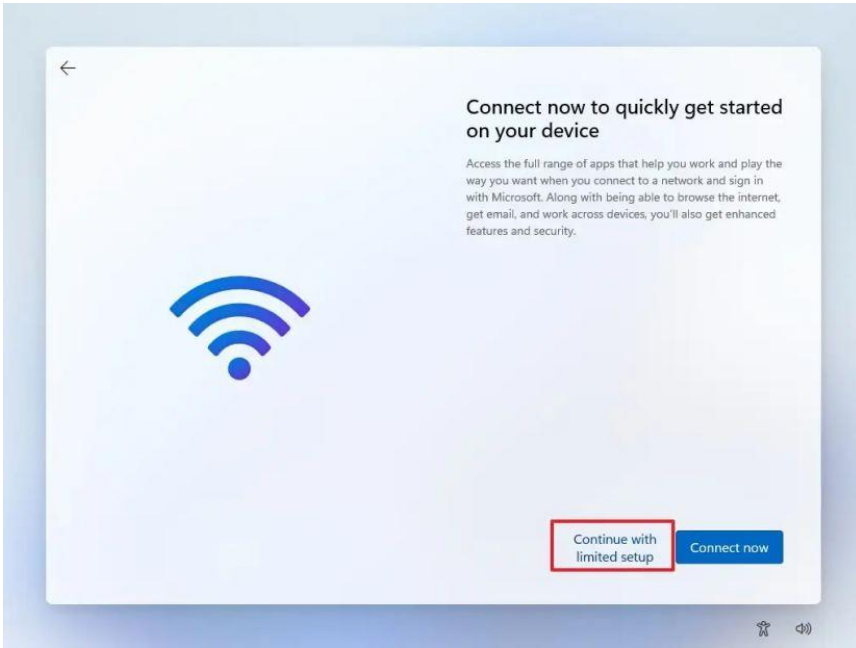 Connect now to quickly get started
on your device
Access the full range of apps that help you work and play the
way you want when you connect to a network and sign in
with Microsoft. Along with being able to browse the internet,
get email, and work across devices, you'll also get enhanced
features and security.
Continue with
limited setup
Connect now